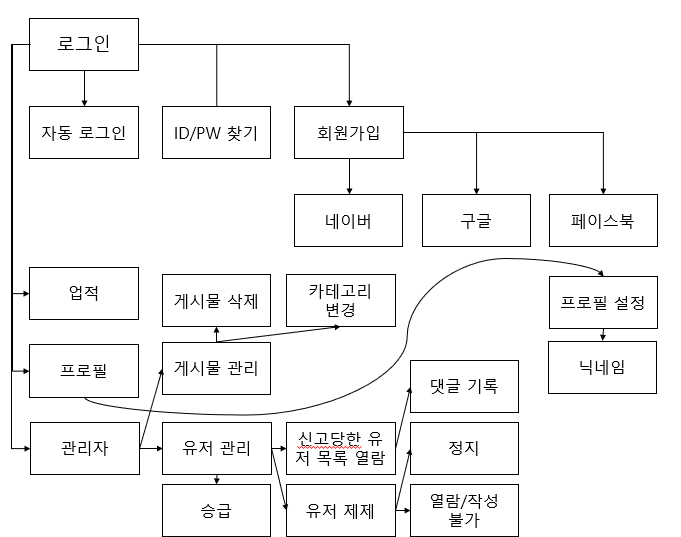 로그인
자동 로그인
ID/PW 찾기
회원가입
네이버
구글
페이스북
업적
게시물 삭제
카테고리
변경
프로필 설정
프로필
게시물 관리
닉네임
댓글 기록
관리자
유저 관리
신고당한 유
저 목록 열람
정지
승급
유저 제제
열람/작성
불가